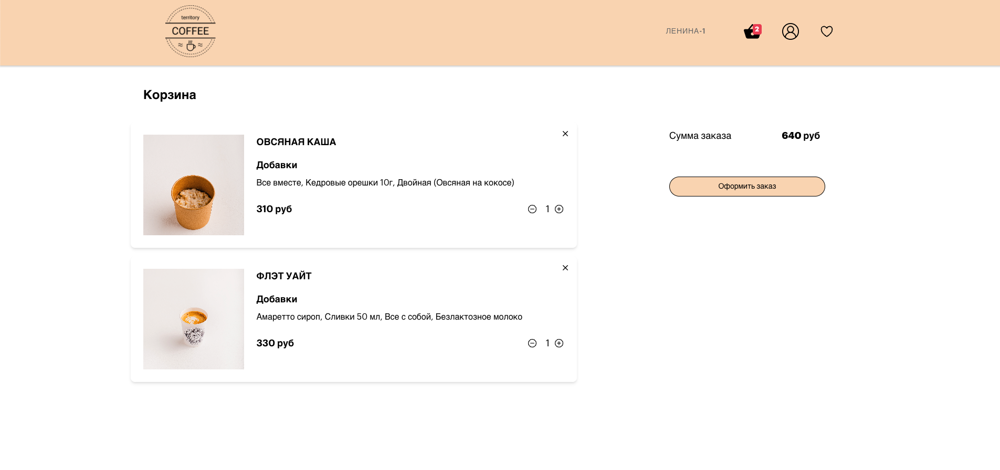 territory
COFFEE
ЛЕНИНА-1
2
Корзина
ОВСЯНАЯ КАША
Добавки
Все вместе, Кедровые орешки 10г, Двойная (Овсяная на кокосе)
310 руб
1
Сумма заказа 640 руб
Оформить заказ
ФЛЭТ УАЙТ
Добавки
Амаретто сироп, Сливки 50 мл, Все с собой, Безлактозное молоко
330 руб
1